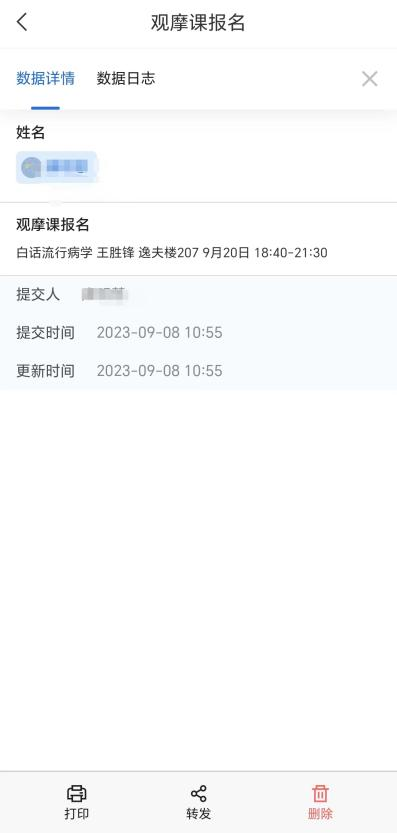 观摩课报名
数据详情 数据日志
姓名
观摩课报名
白话流行病学 王胜锋 逸夫楼207 9月20日 18:40-21:30
提交人
提交时间 2023-09-08 10:55
更新时间 2023-09-08 10:55
打印 转发 删除